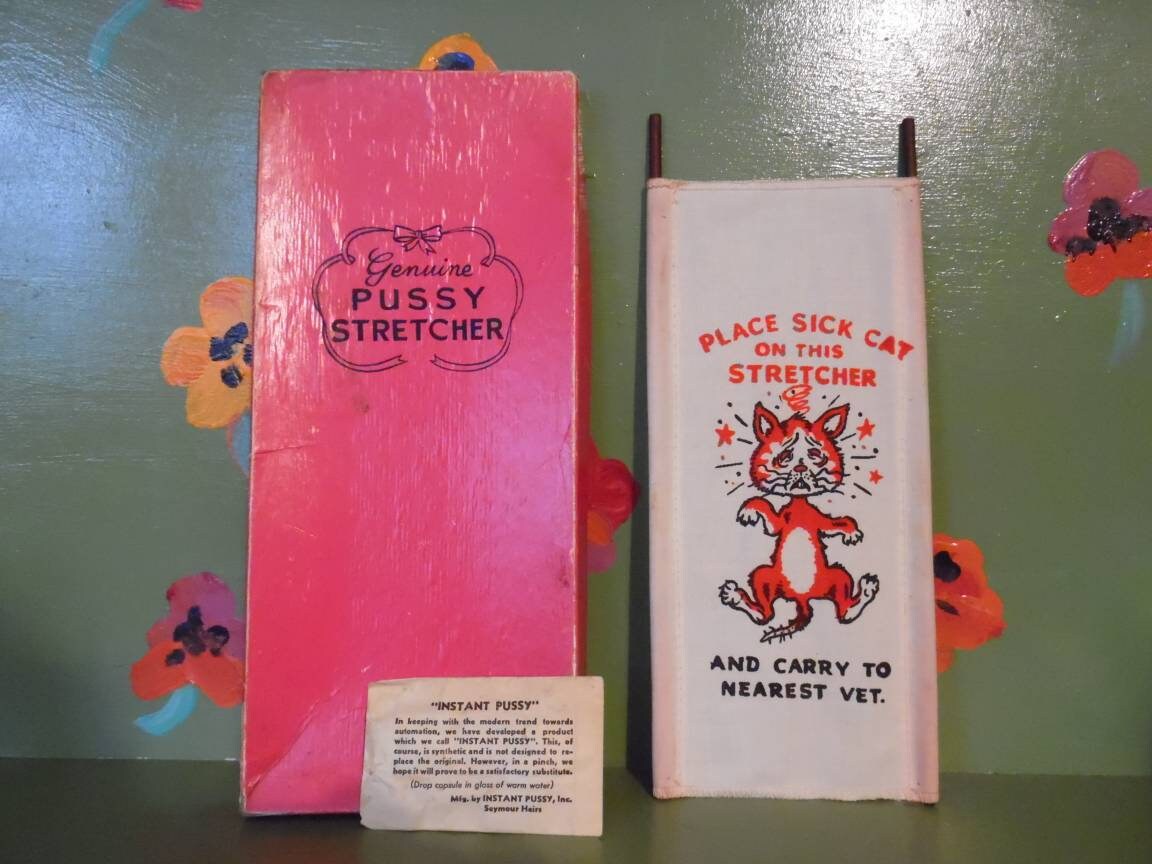 Genuine
PUSSY
STRETCHER
PLACE SICK CAT
ON THIS
STRETCHER
AND CARRY TO
NEAREST VET.
"INSTANT PUSSY"
In keeping with the modern trend towards
automation, we have developed a product
which we call "INSTANT PUSSY". This, of
course, is synthetic and is not designed to re-
place the original. However, in a pinch, we
hope it will prove to be a satisfactory substitute.
(Drop capsule in glass of warm water)
Mfg. by INSTANT PUSSY, Inc.
Seymour Hairs